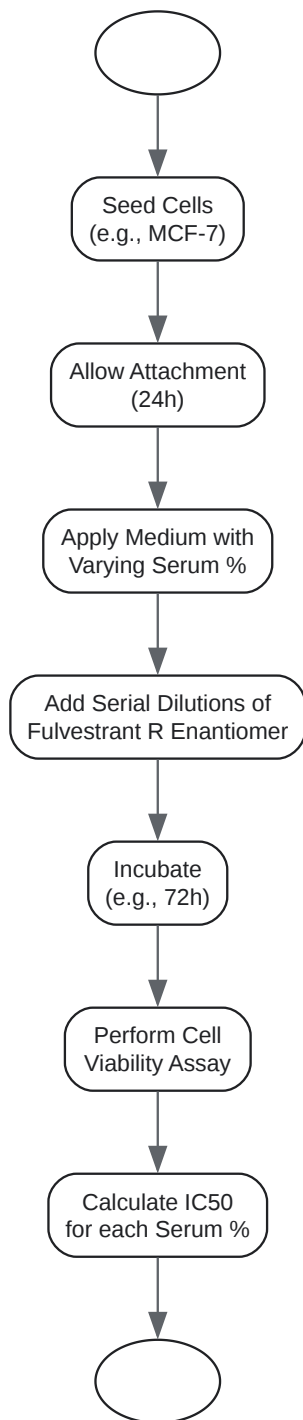 Seed Cells
(e.g., MCF-7)
Allow Attachment
(24h)
Apply Medium with
Varying Serum %
Add Serial Dilutions of
Fulvestrant R Enantiomer
Incubate
(e.g., 72h)
Perform Cell
Viability Assay
Calculate IC50
for each Serum %